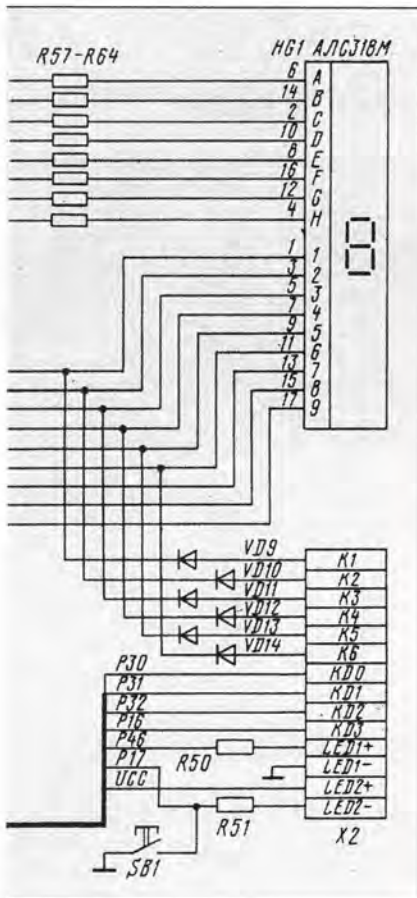 R57-R64
HG1 АЛС318М
6 A
14 B
2 C
10 D
8 E
16 F
12 G
4 H
1 1
3 2
5 3
7 4
9 5
11 6
13 7
15 8
17 9
VD9 K1
VD10 K2
VD11 K3
VD12 K4
VD13 K5
VD14 K6
P30 KD0
P31 KD1
P32 KD2
P16 KD3
P46 LED1+
P17 R50 LED1-
UCC LED2+
R51 LED2-
SB1 X2